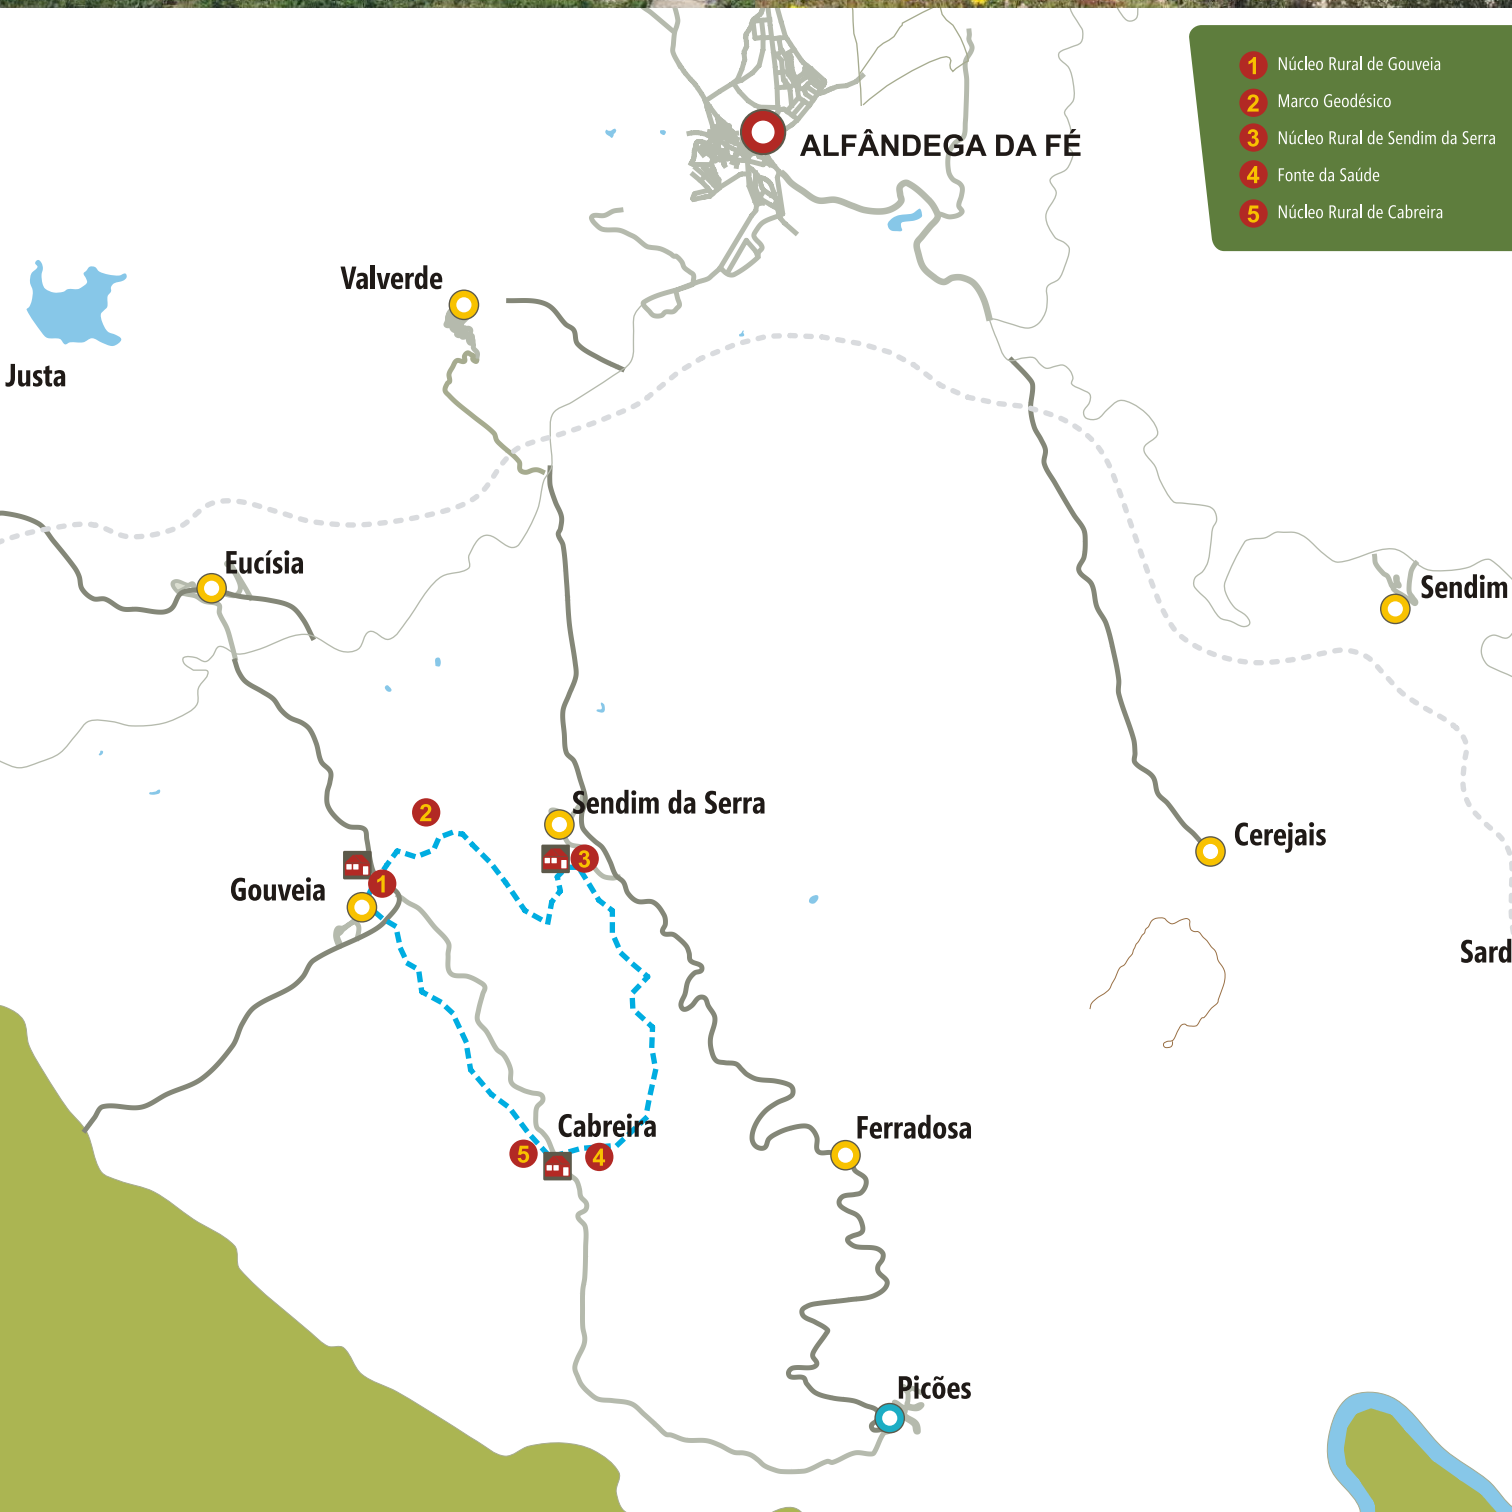 1 Núcleo Rural de Gouveia
2 Marco Geodésico
3 Núcleo Rural de Sendim da Serra
4 Fonte da Saúde
5 Núcleo Rural de Cabreira
ALFÂNDEGA DA FÉ
Valverde
Justa
Eucísia
Sendim
2
Sendim da Serra
3
Cerejais
1
Gouveia
Sard
Cabreira
Ferradosa
5
4
Picões